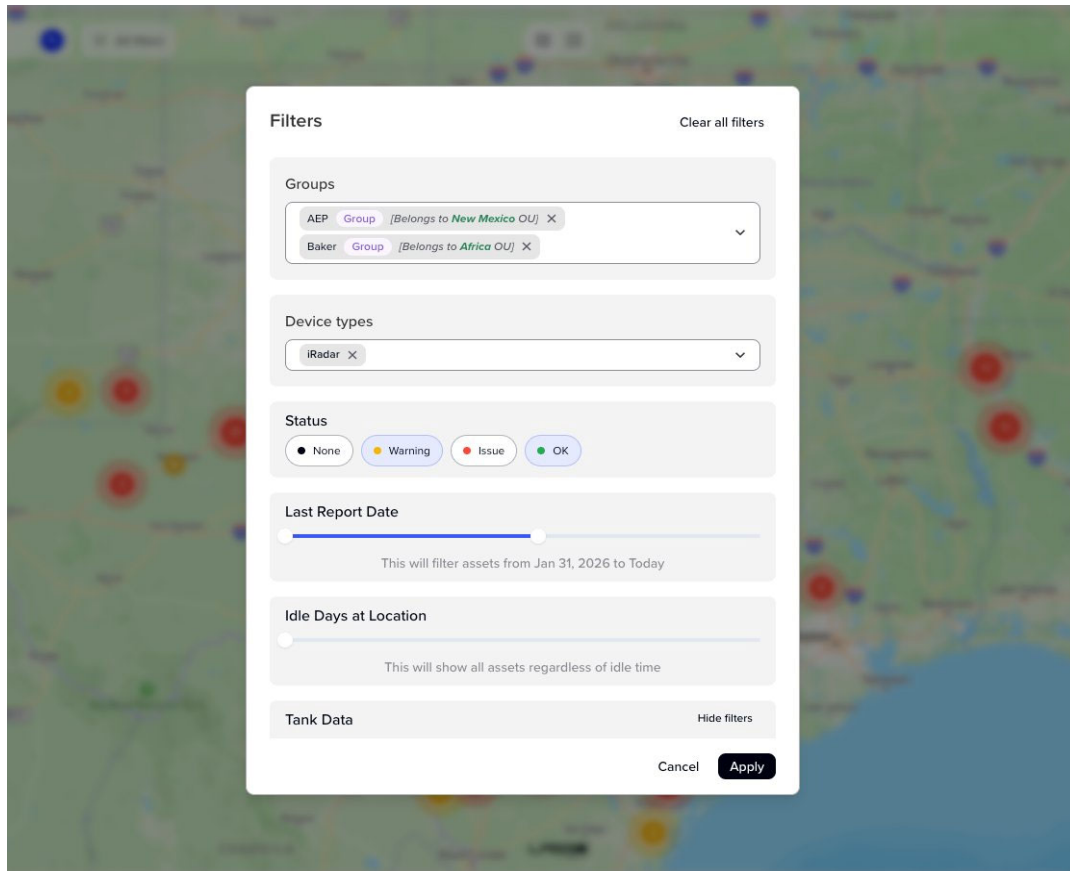 Filters
Clear all filters
Groups
AEP Group [Belongs to New Mexico OU]
Baker Group [Belongs to Africa OU]
Device types
iRadar
Status
None Warning Issue OK
Last Report Date
This will filter assets from Jan 31, 2026 to Today
Idle Days at Location
This will show all assets regardless of idle time
Tank Data
Hide filters
Cancel
Apply